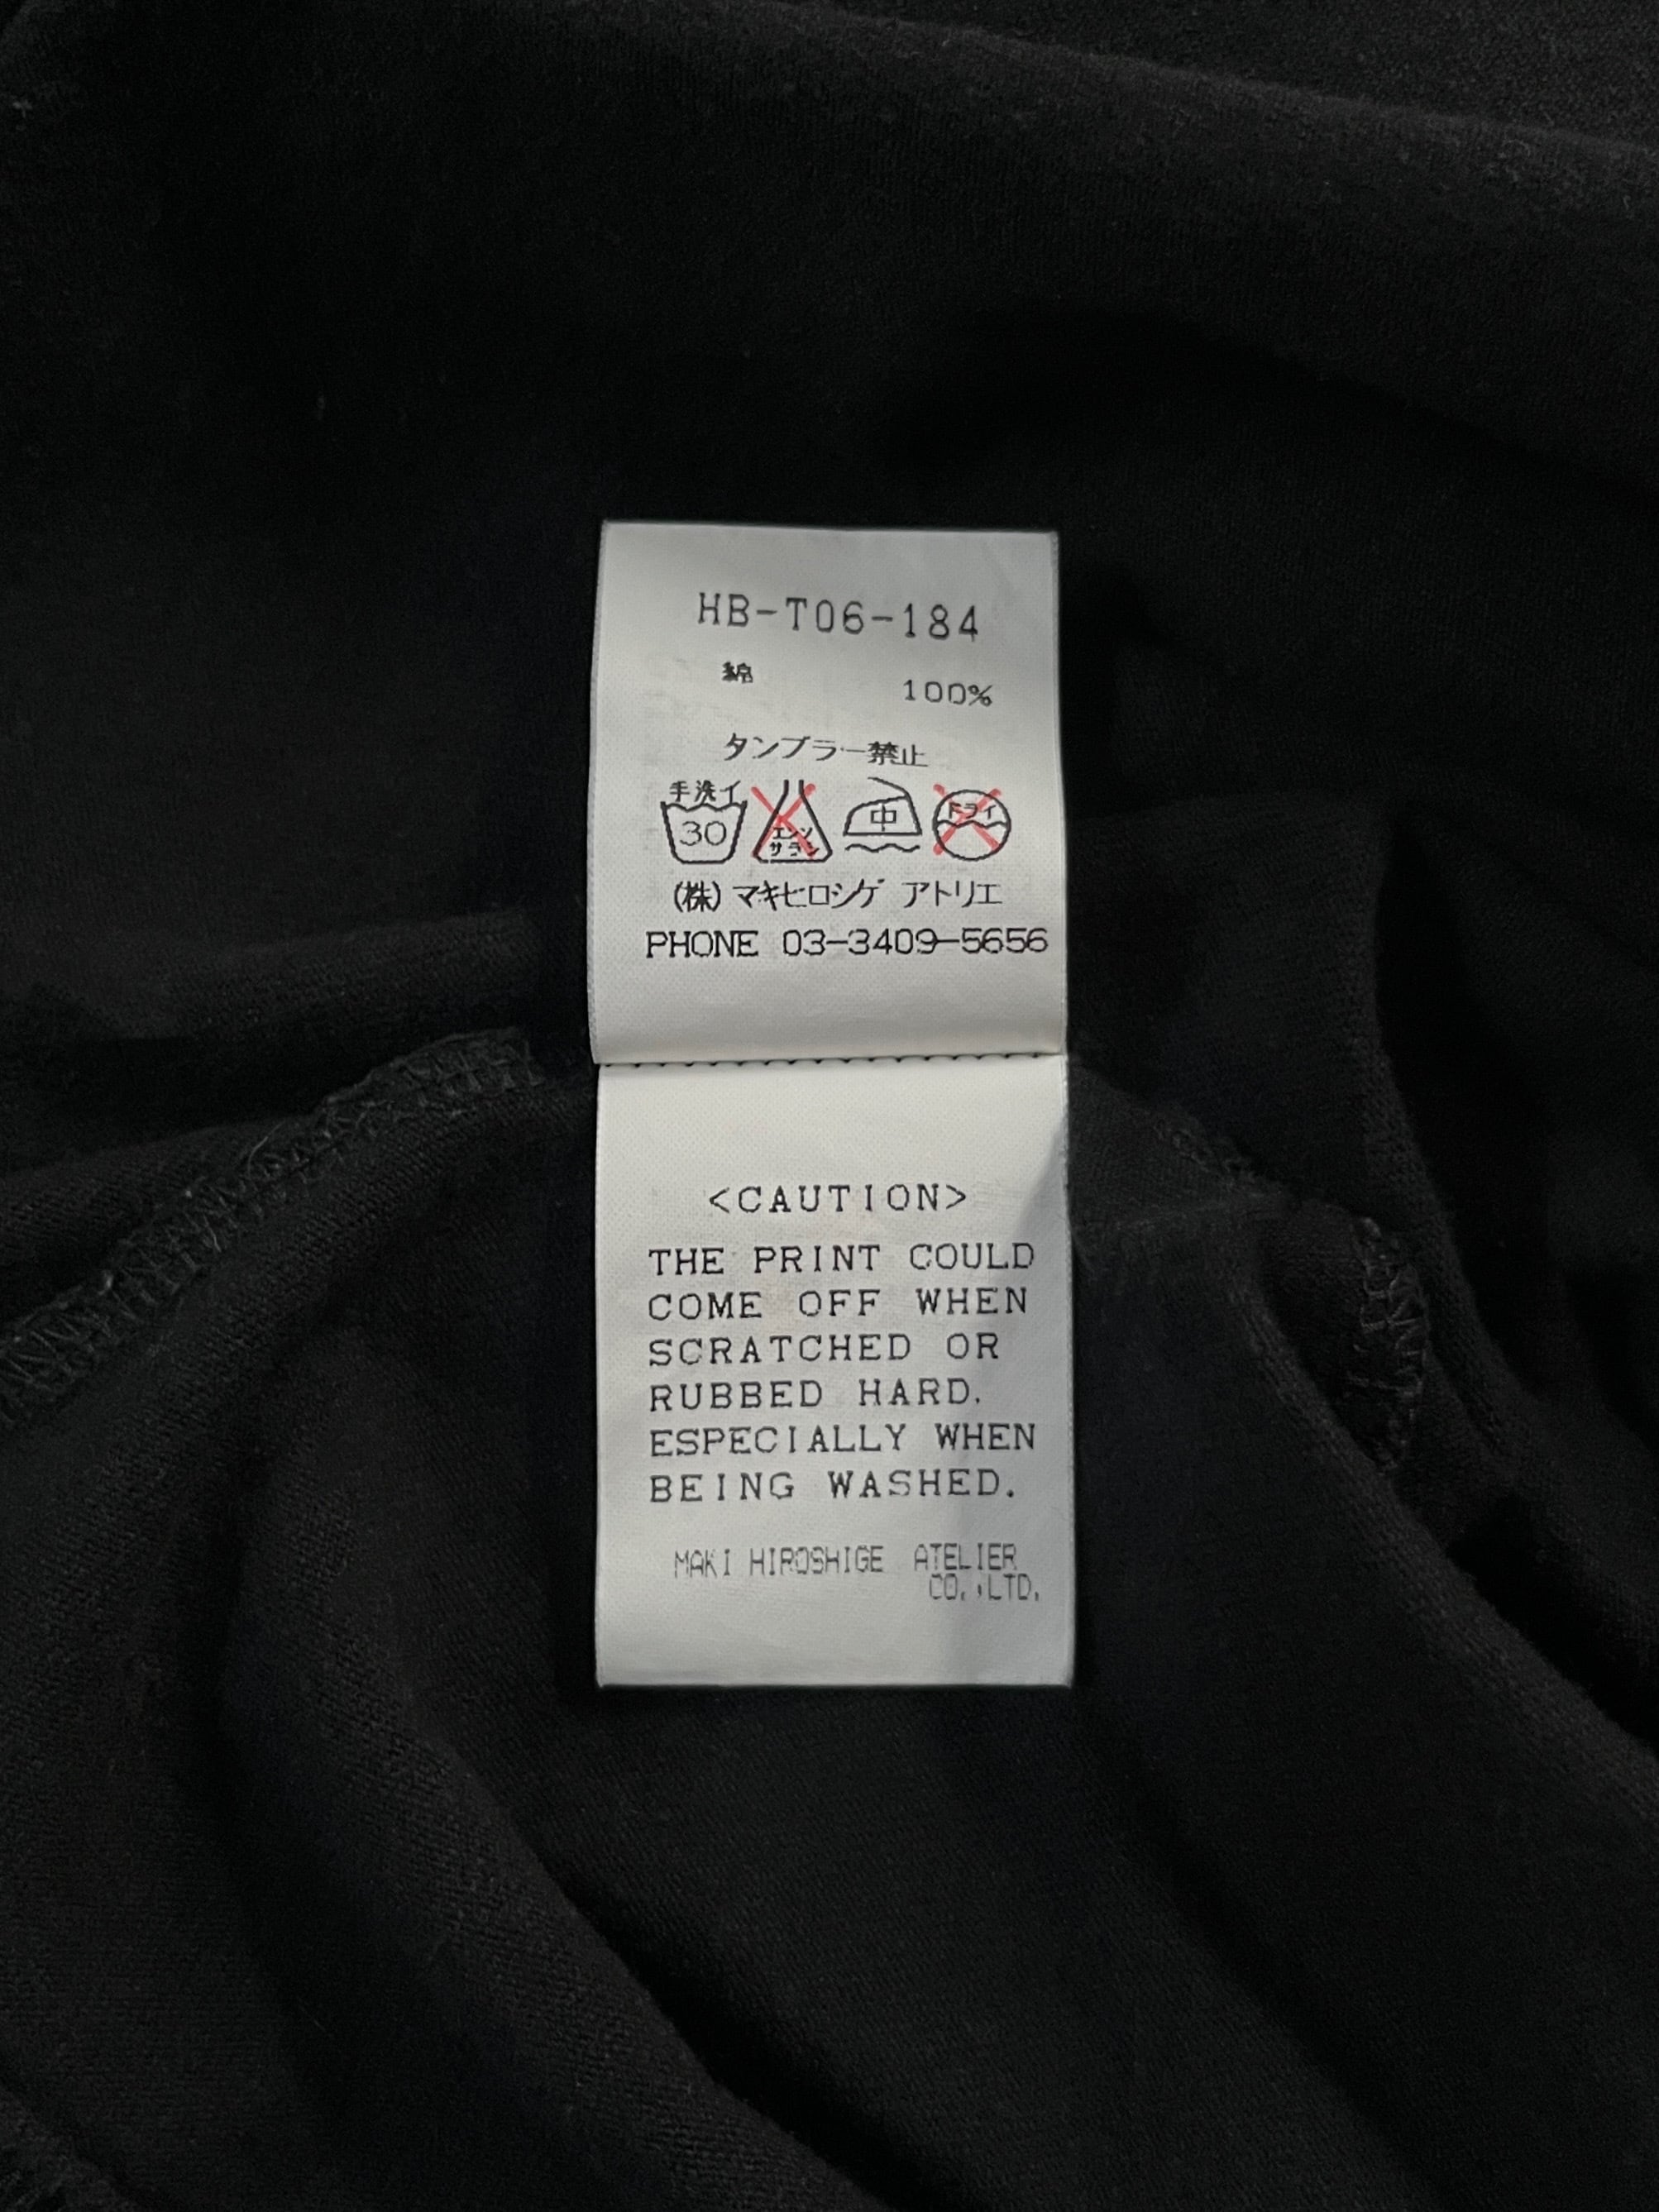 HB-T06-184
綿 100%
タンブラー禁止
手洗イ
30
エンソ
サラシ
中
ドライ
(株)マキヒロシゲ アトリエ
PHONE 03-3409-5656
<CAUTION>
THE PRINT COULD
COME OFF WHEN
SCRATCHED OR
RUBBED HARD.
ESPECIALLY WHEN
BEING WASHED.
MAKI HIROSHIGE ATELIER
CO.,LTD.